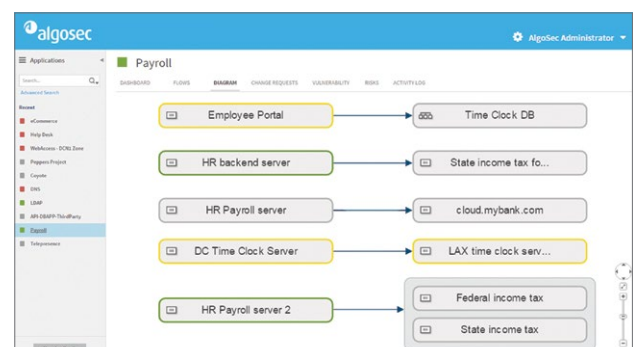 algosec
AlgoSec Administrator
Applications
Payroll
Search...
Advanced Search
DASHBOARD FLOWS DIAGRAM CHANGE REQUESTS VULNERABILITY RISKS ACTIVITY LOG
Recent
eCommerce
Help Desk
WebAccess - DCNL Zone
Peppers Project
Coyote
DNS
LDAP
API-DBAPP-ThirdParty
Payroll
Telepresence
Employee Portal Time Clock DB
HR backend server State income tax fo...
HR Payroll server cloud.mybank.com
DC Time Clock Server LAX time clock serv...
HR Payroll server 2 Federal income tax
State income tax